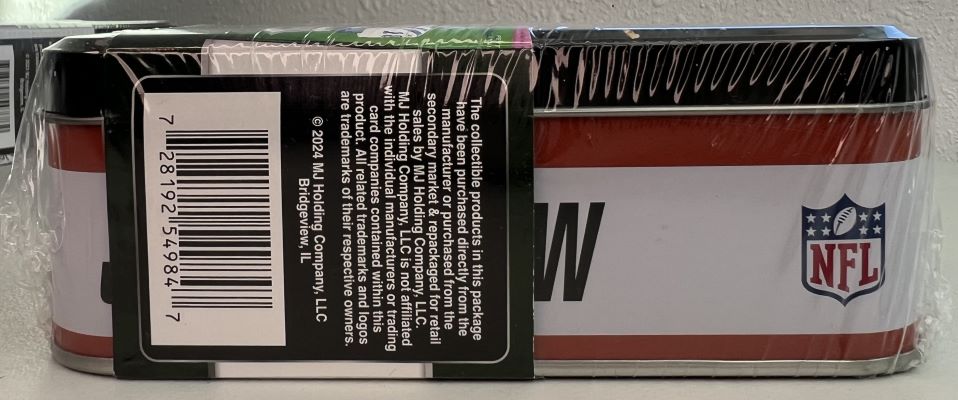 The collectible products in this package
have been purchased directly from the
manufacturer or purchased from the
secondary market & repackaged for retail
sales by MJ Holding Company, LLC.
MJ Holding Company, LLC is not affiliated
with the individual manufacturers or trading
card companies contained within this
product. All related trademarks and logos
are trademarks of their respective owners.
© 2024 MJ Holding Company, LLC
Bridgeview, IL
7 28192 54984 7
W
NFL